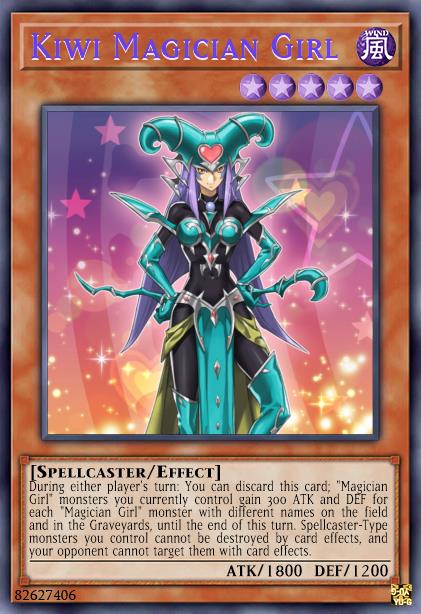 Kiwi Magician Girl
WIND
風
[Spellcaster/Effect]
During either player's turn: You can discard this card; "Magician
Girl" monsters you currently control gain 300 ATK and DEF for
each "Magician Girl" monster with different names on the field
and in the Graveyards, until the end of this turn. Spellcaster-Type
monsters you control cannot be destroyed by card effects, and
your opponent cannot target them with card effects.
ATK/1800 DEF/1200
82627406